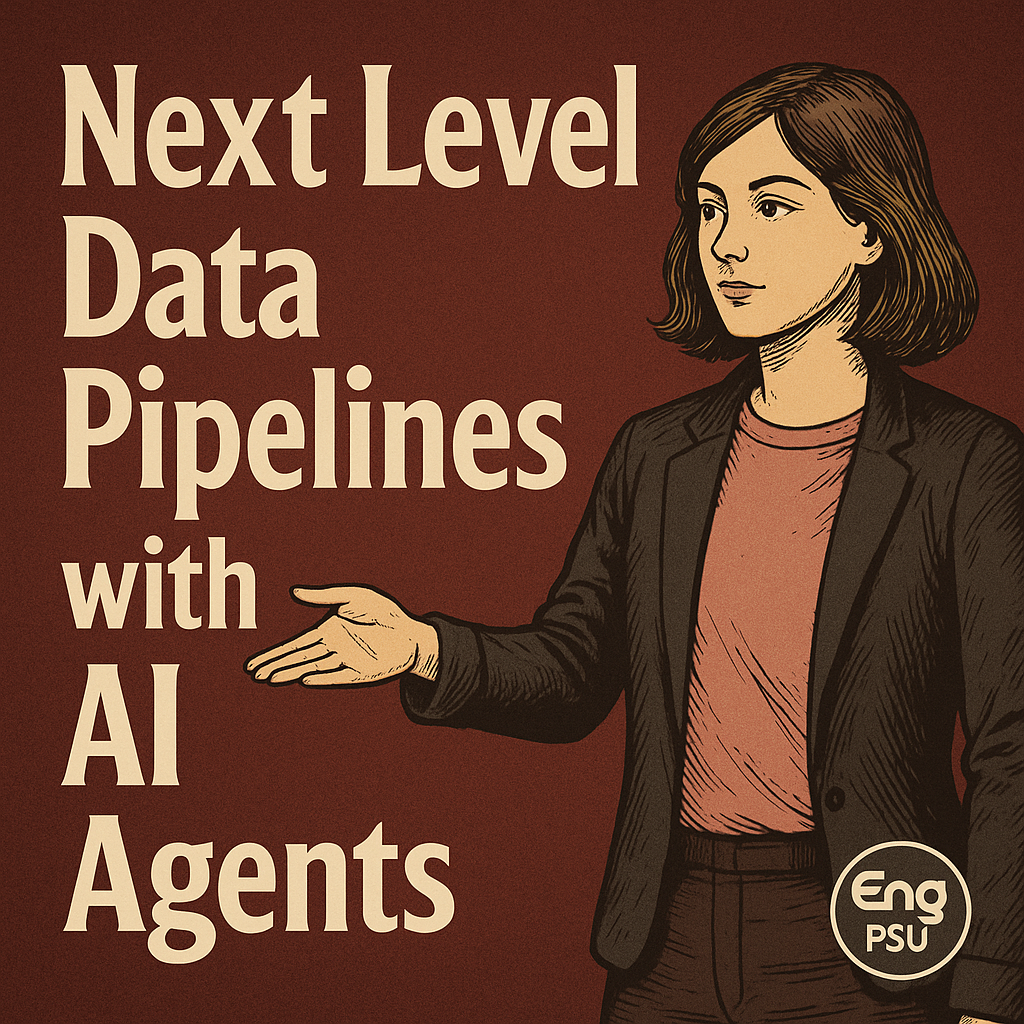 Next Level
Data
Pipelines
with
AI
Agents
Eng
PSU